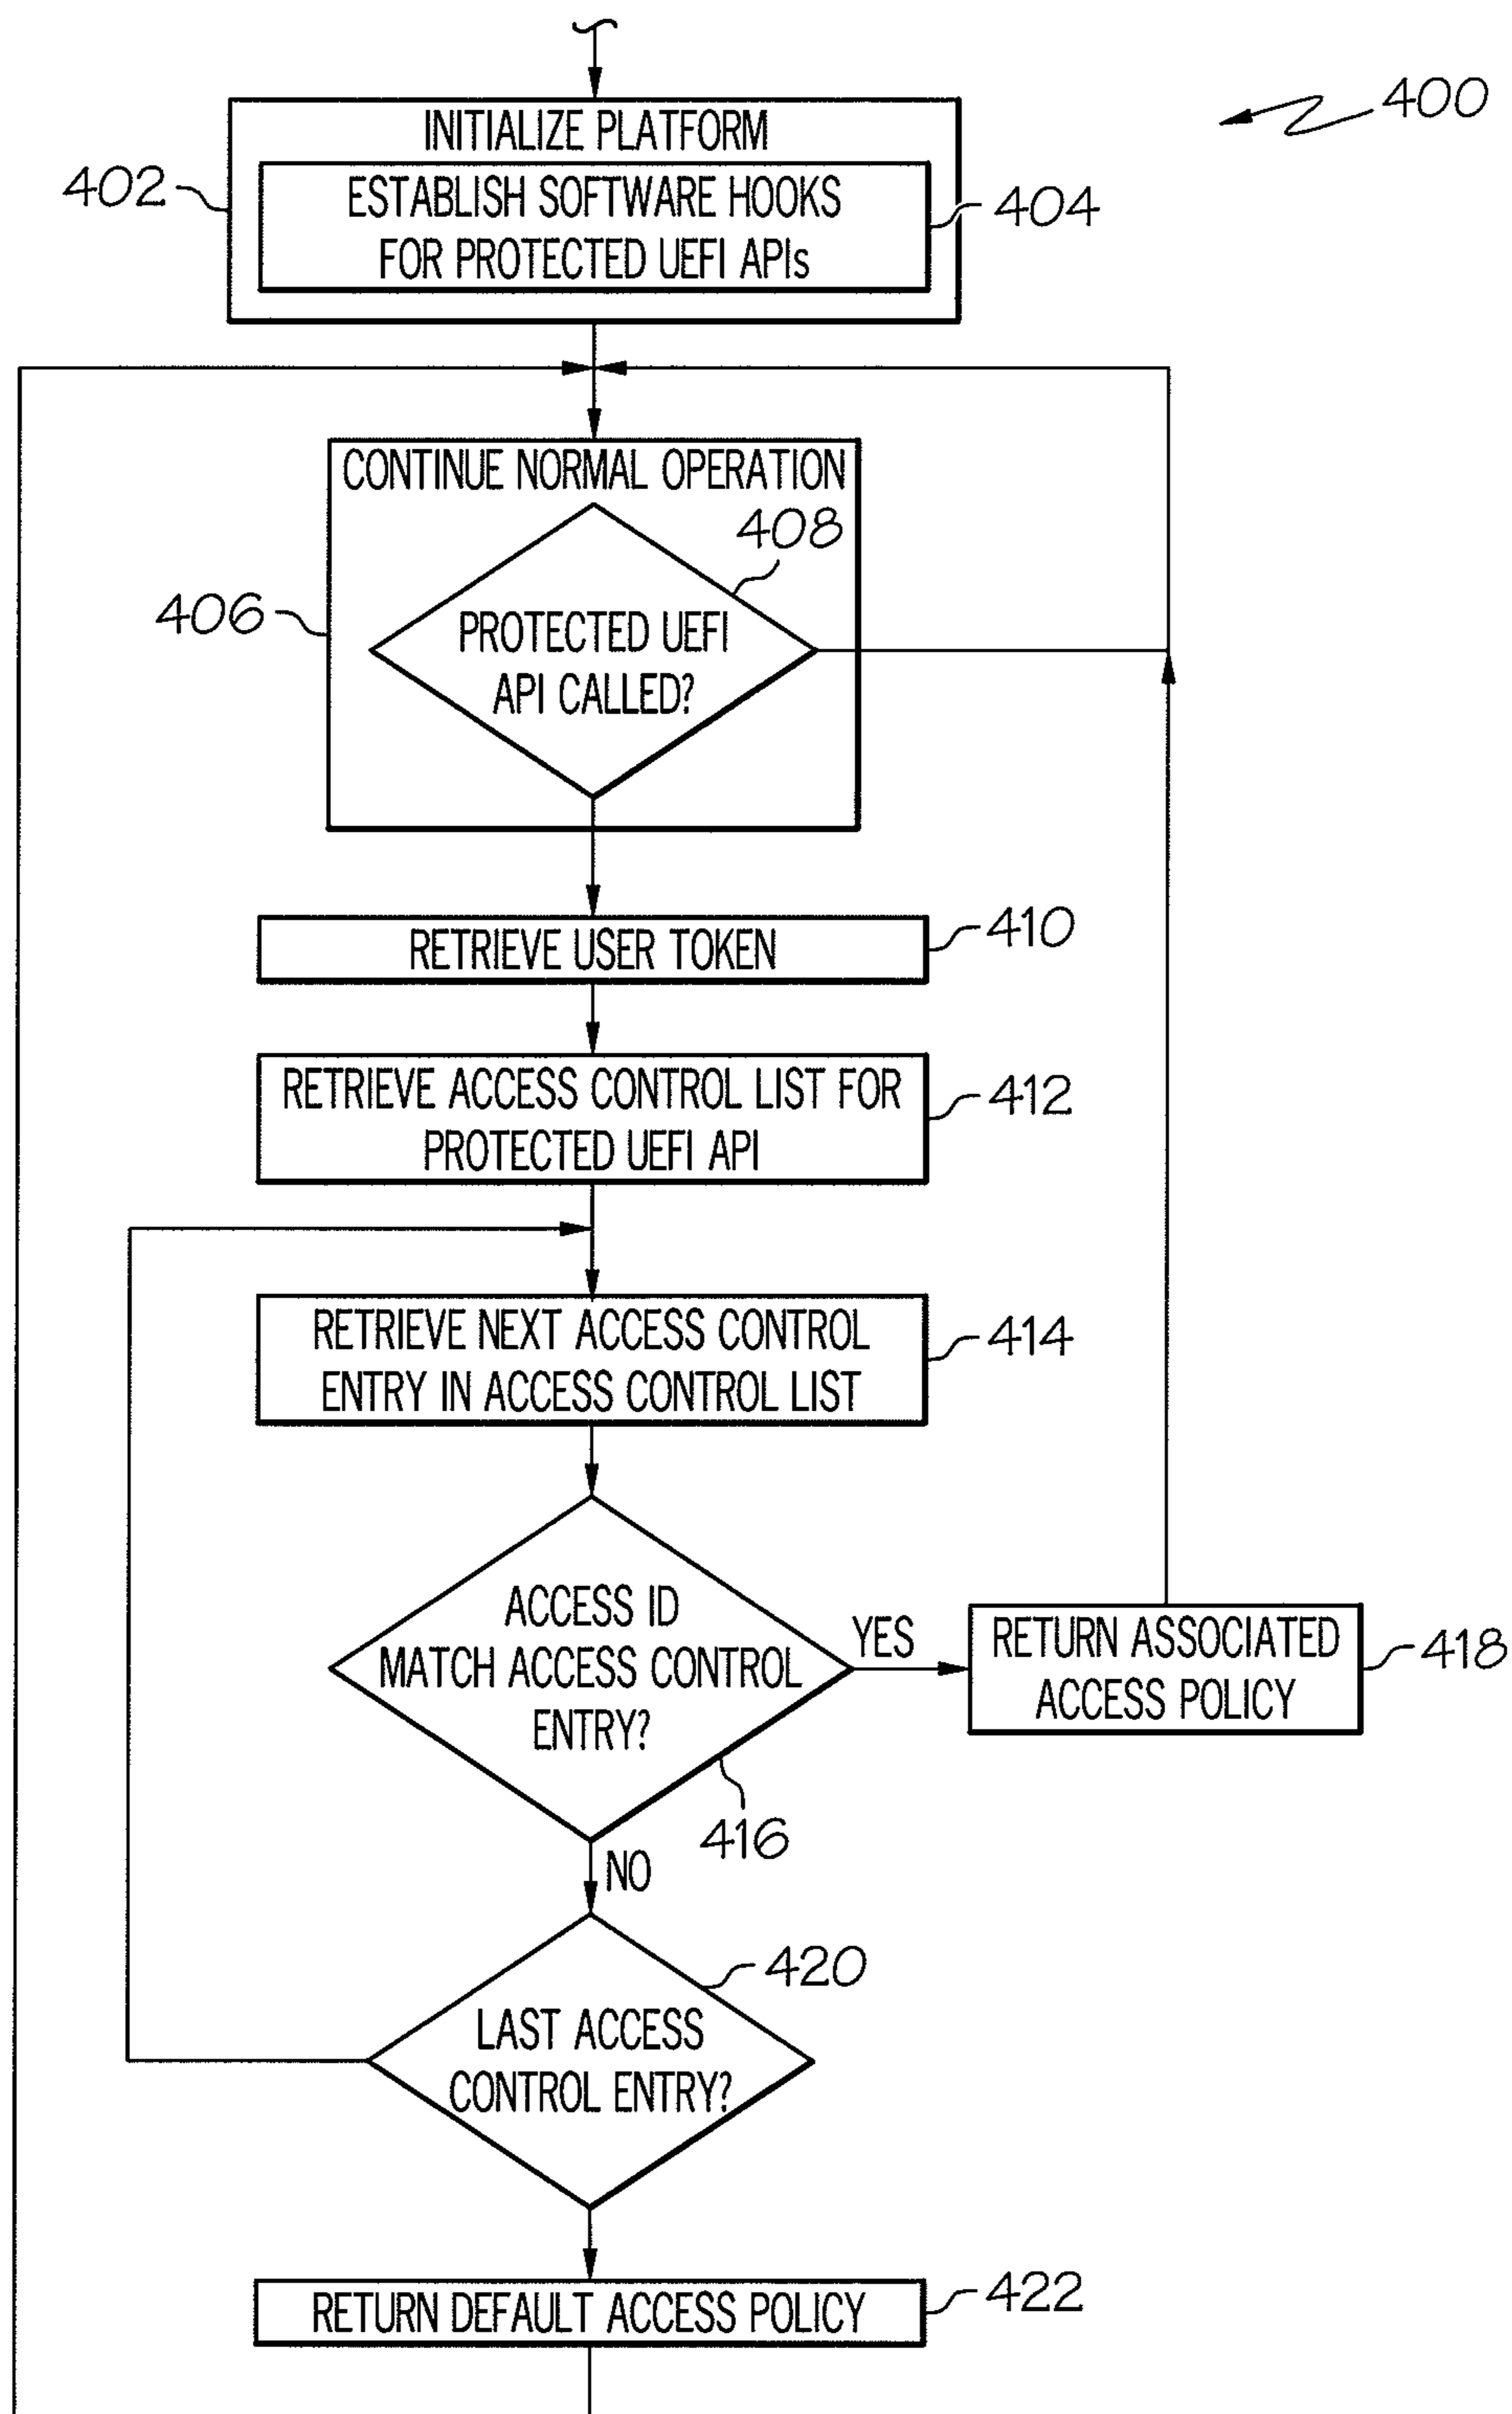 400
INITIALIZE PLATFORM
402
ESTABLISH SOFTWARE HOOKS
FOR PROTECTED UEFI APIs
404
CONTINUE NORMAL OPERATION
408
406
PROTECTED UEFI
API CALLED?
RETRIEVE USER TOKEN
410
RETRIEVE ACCESS CONTROL LIST FOR
PROTECTED UEFI API
412
RETRIEVE NEXT ACCESS CONTROL
ENTRY IN ACCESS CONTROL LIST
414
ACCESS ID
MATCH ACCESS CONTROL
ENTRY?
YES
RETURN ASSOCIATED
ACCESS POLICY
418
416
NO
420
LAST ACCESS
CONTROL ENTRY?
RETURN DEFAULT ACCESS POLICY
422